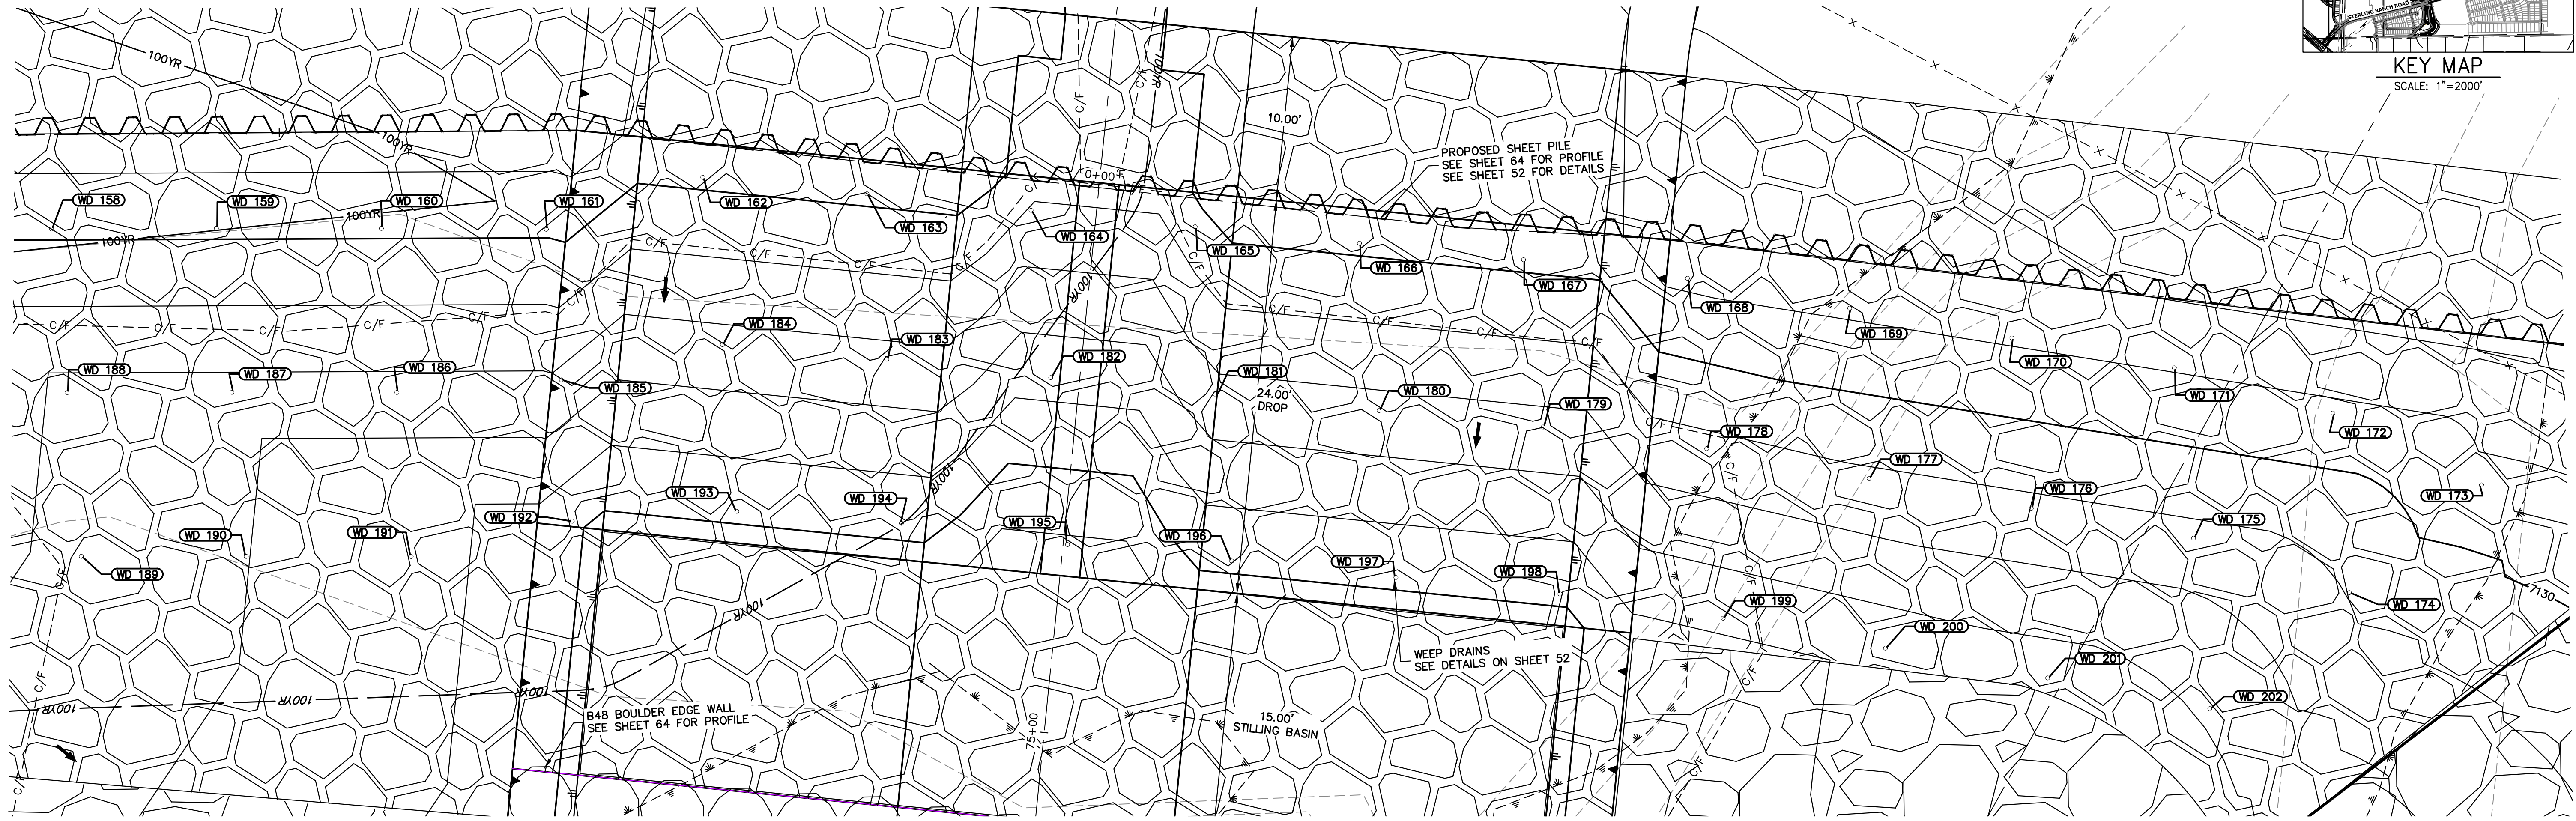 STERLING RANCH ROAD
KEY MAP
SCALE: 1"=2000'
100YR
100YR
100YR
100YR
C/F
C/F
100YR
10.00'
PROPOSED SHEET PILE
SEE SHEET 64 FOR PROFILE
SEE SHEET 52 FOR DETAILS
0+00
C/F
WD 158
WD 159
WD 160
WD 161
WD 162
WD 163
WD 164
WD 165
WD 166
WD 167
WD 168
WD 169
WD 170
WD 171
WD 172
WD 173
C/F
C/F
C/F
C/F
C/F
C/F
100YR
C/F
C/F
C/F
C/F
C/F
C/F
C/F
C/F
C/F
C/F
C/F
C/F
WD 188
WD 187
WD 186
WD 185
WD 184
WD 183
WD 182
WD 181
WD 180
WD 179
WD 178
WD 177
WD 176
WD 175
WD 174
24.00'
DROP
100YR
C/F
WD 189
WD 190
WD 191
WD 192
WD 193
WD 194
WD 195
WD 196
WD 197
WD 198
WD 199
WD 200
WD 201
WD 202
C/F
C/F
7130
100YR
WEEP DRAINS
SEE DETAILS ON SHEET 52
C/F
C/F
100YR
100YR
100YR
B48 BOULDER EDGE WALL
SEE SHEET 64 FOR PROFILE
75+00
15.00'
STILLING BASIN
C/F
C/F